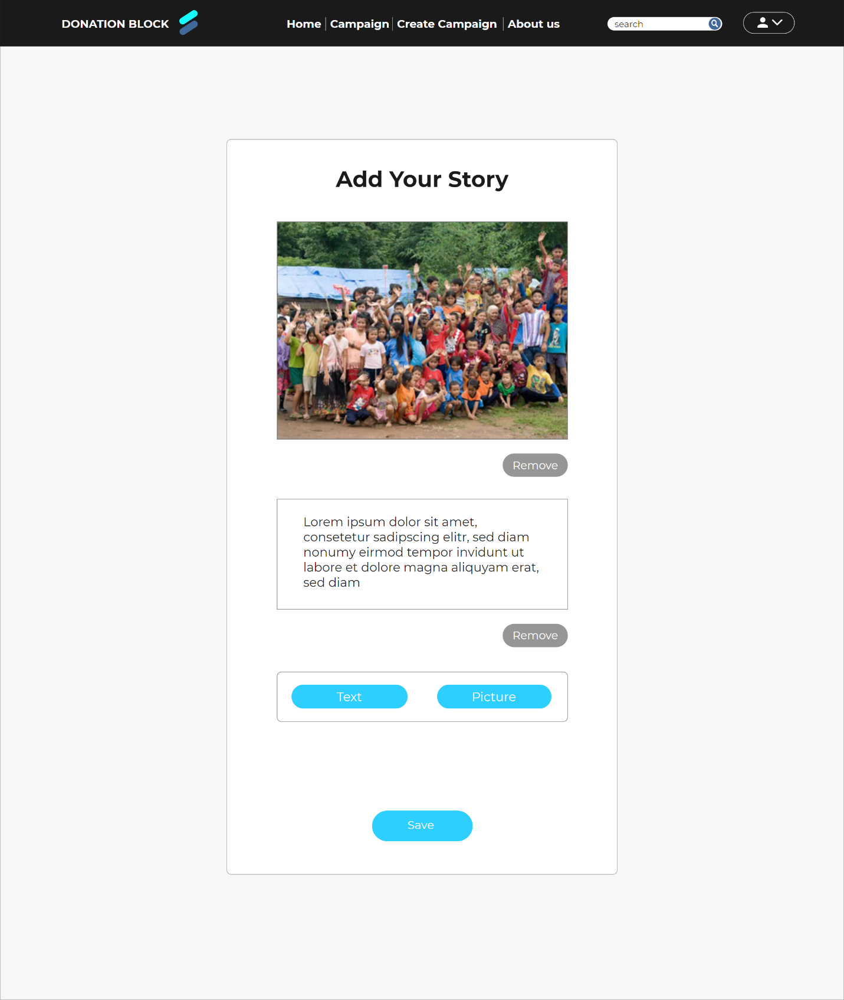 DONATION BLOCK
Home
Campaign
Create Campaign
About us
search
Add Your Story
Remove
Lorem ipsum dolor sit amet,
consetetur sadipscing elitr, sed diam
nonumy eirmod tempor invidunt ut
labore et dolore magna aliquyam erat,
sed diam
Remove
Text
Picture
Save